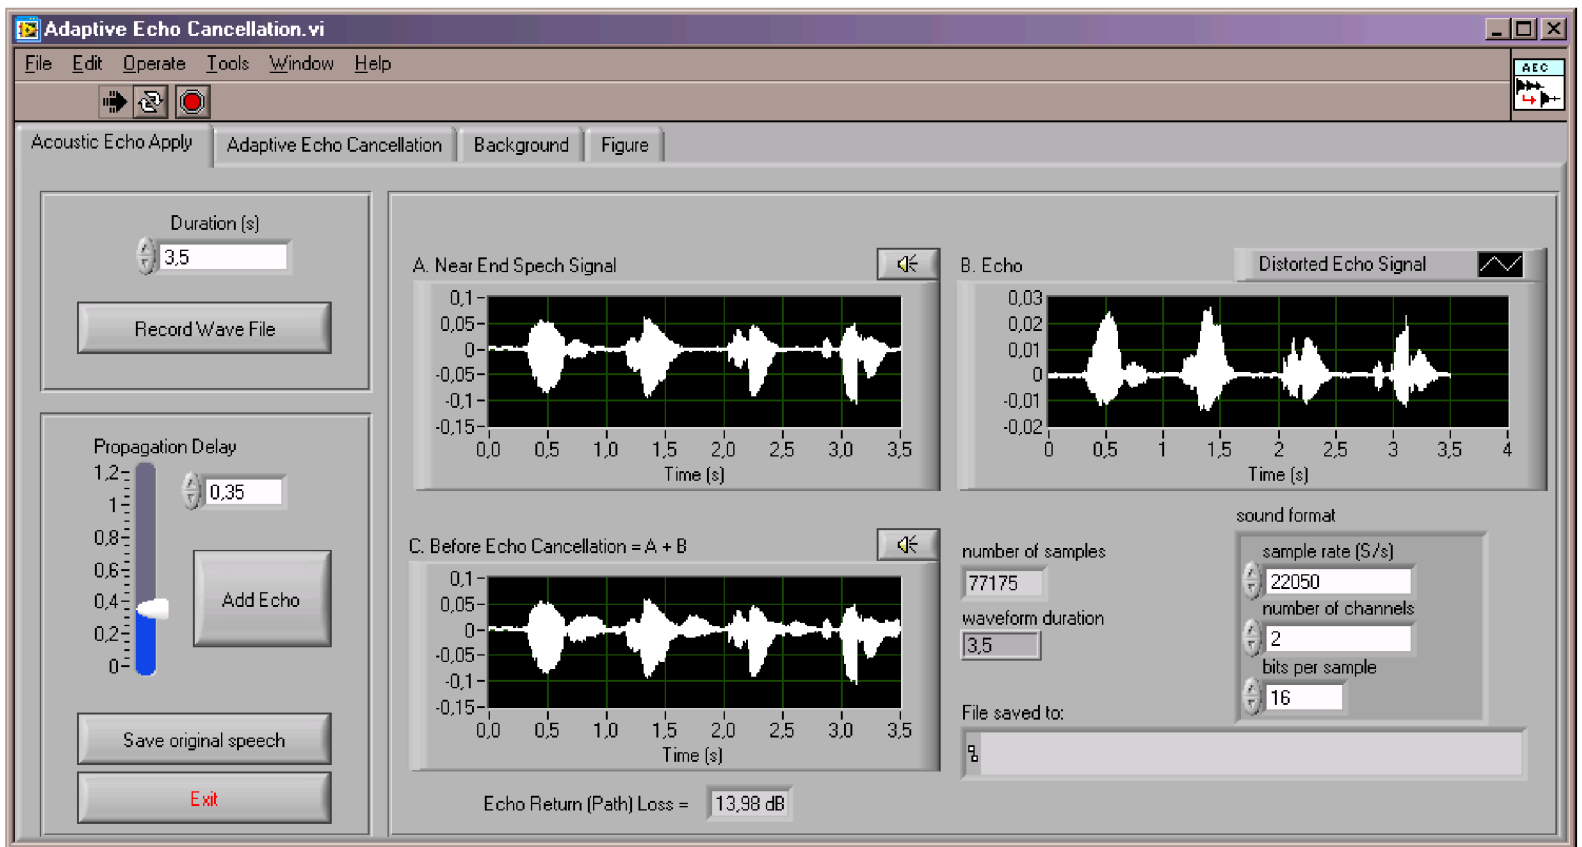 Adaptive Echo Cancellation.vi
File Edit Operate Tools Window Help
AEC
Acoustic Echo Apply
Adaptive Echo Cancellation
Background
Figure
Duration (s)
3,5
Record Wave File
Propagation Delay
1,2
1
0,8
0,6
0,4
0,2
0
0,35
Add Echo
Save original speech
Exit
A. Near End Spech Signal
0,1
0,05
0
-0,05
-0,1
-0,15
0,0 0,5 1,0 1,5 2,0 2,5 3,0 3,5
Time (s)
B. Echo
Distorted Echo Signal
0,03
0,02
0,01
0
-0,01
-0,02
0 0,5 1 1,5 2 2,5 3 3,5 4
Time (s)
C. Before Echo Cancellation = A + B
0,1
0,05
0
-0,05
-0,1
-0,15
0,0 0,5 1,0 1,5 2,0 2,5 3,0 3,5
Time (s)
Echo Return (Path) Loss = 13,98 dB
number of samples
77175
waveform duration
3,5
sound format
sample rate (S/s)
22050
number of channels
2
bits per sample
16
File saved to: